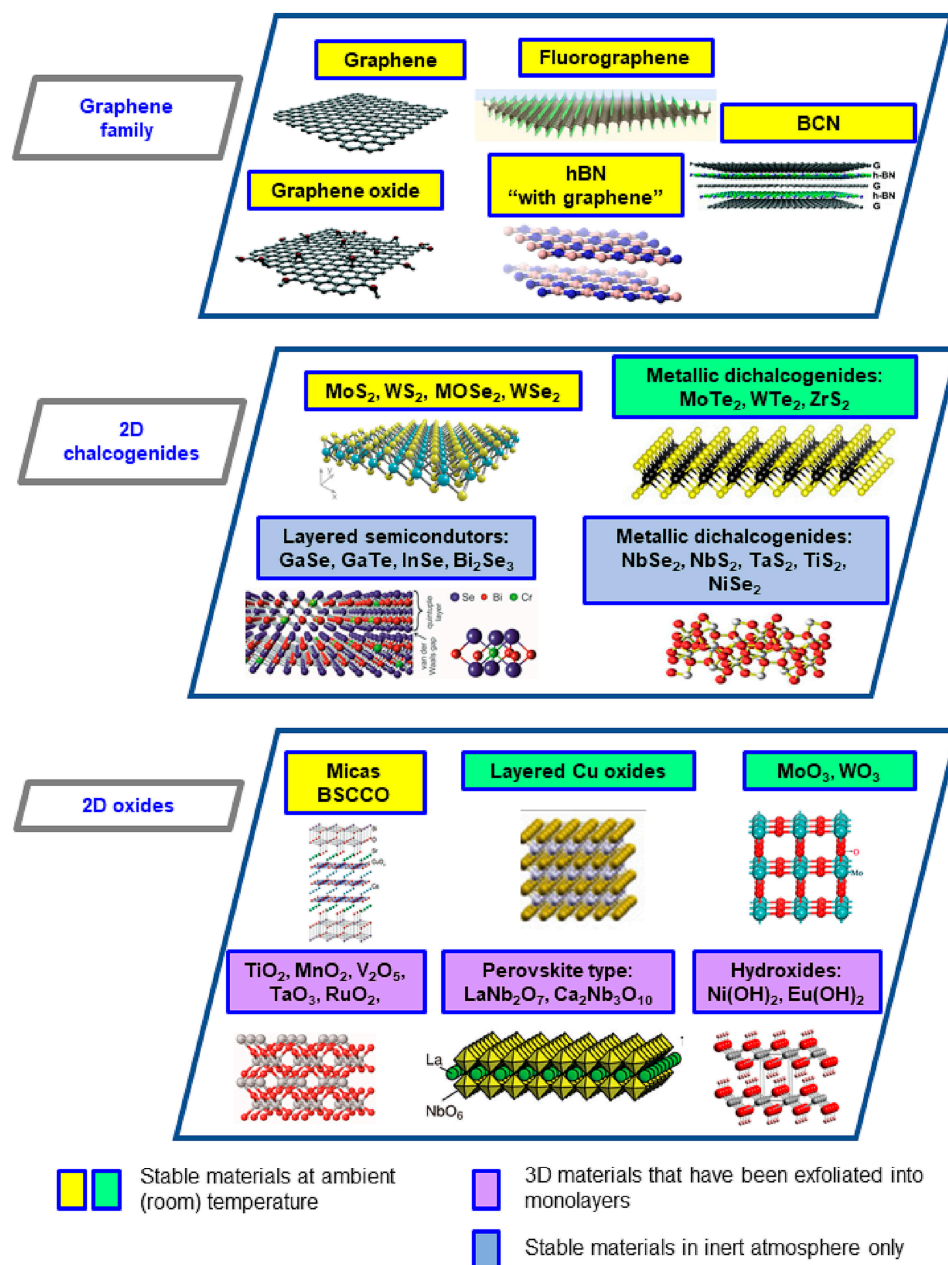 Graphene
family
Graphene
Fluorographene
BCN
Graphene oxide
hBN
“with graphene”
G
h-BN
G
h-BN
G
2D
chalcogenides
MoS₂, WS₂, MOSe₂, WSe₂
Metallic dichalcogenides:
MoTe₂, WTe₂, ZrS₂
y
x
Layered semicondutors:
GaSe, GaTe, InSe, Bi₂Se₃
Metallic dichalcogenides:
NbSe₂, NbS₂, TaS₂, TiS₂,
NiSe₂
Se Bi Cr
quintuple
layer
van der
Waals gap
2D oxides
Micas
BSCCO
Layered Cu oxides
MoO₃, WO₃
Bi
O
Sr
CuO₂
Ca
O
Mo
TiO₂, MnO₂, V₂O₅,
TaO₃, RuO₂,
Perovskite type:
LaNb₂O₇, Ca₂Nb₃O₁₀
Hydroxides:
Ni(OH)₂, Eu(OH)₂
La
NbO₆
Stable materials at ambient
(room) temperature
3D materials that have been exfoliated into
monolayers
Stable materials in inert atmosphere only